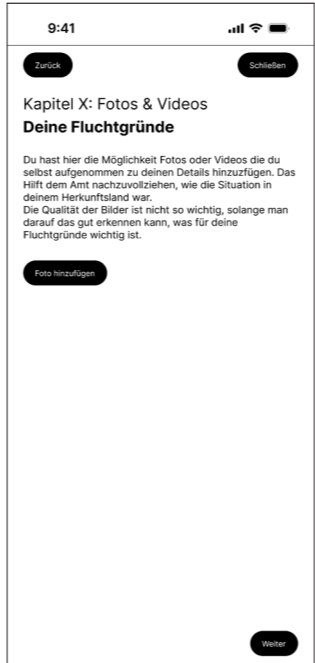 9:41
Zurück
Schließen
Kapitel X: Fotos & Videos
Deine Fluchtgründe
Du hast hier die Möglichkeit Fotos oder Videos die du
selbst aufgenommen zu deinen Details hinzuzfügen. Das
Hilft dem Amt nachzuvollziehen, wie die Situation in
deinem Herkunftsland war.
Die Qualität der Bilder ist nicht so wichtig, solange man
darauf das gut erkennen kann, was für deine
Fluchtgründe wichtig ist.
Foto hinzufügen
Weiter